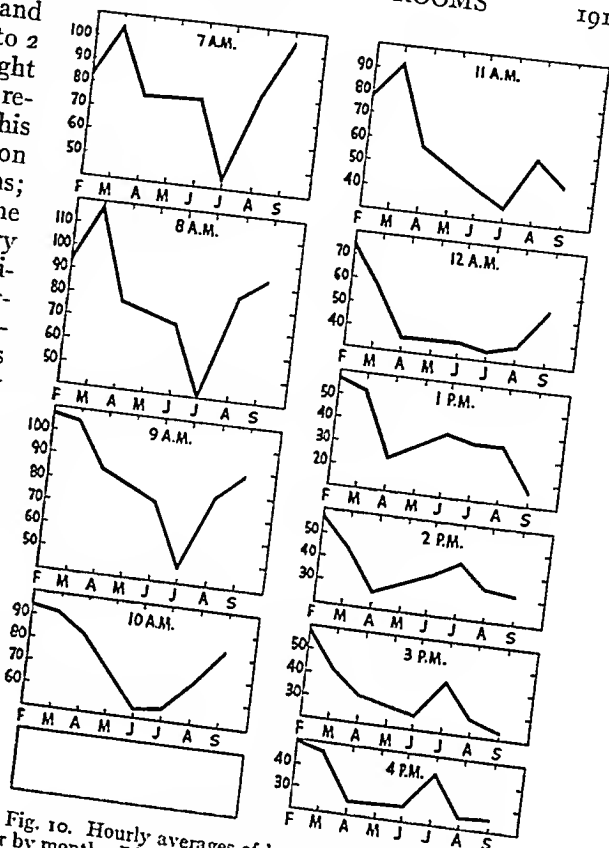 ROOMS 191
and
to 2
ght
re-
his
on
ns;
ne
ry
7 A.M.
100
90
80
70
60
50
F M A M J J A S
8 A.M.
110
100
90
80
70
60
50
F M A M J J A S
9 A.M.
100
90
80
70
60
50
F M A M J J A S
10 A.M.
90
80
70
60
F M A M J J A S
11 A.M.
90
80
70
60
50
40
F M A M J J A S
12 A.M.
70
60
50
40
F M A M J J A S
1 P.M.
50
40
30
20
F M A M J J A S
2 P.M.
50
40
30
F M A M J J A S
3 P.M.
50
40
30
F M A M J J A S
4 P.M.
40
30
F M A M J J A S
Fig. 10. Hourly averages of
by month